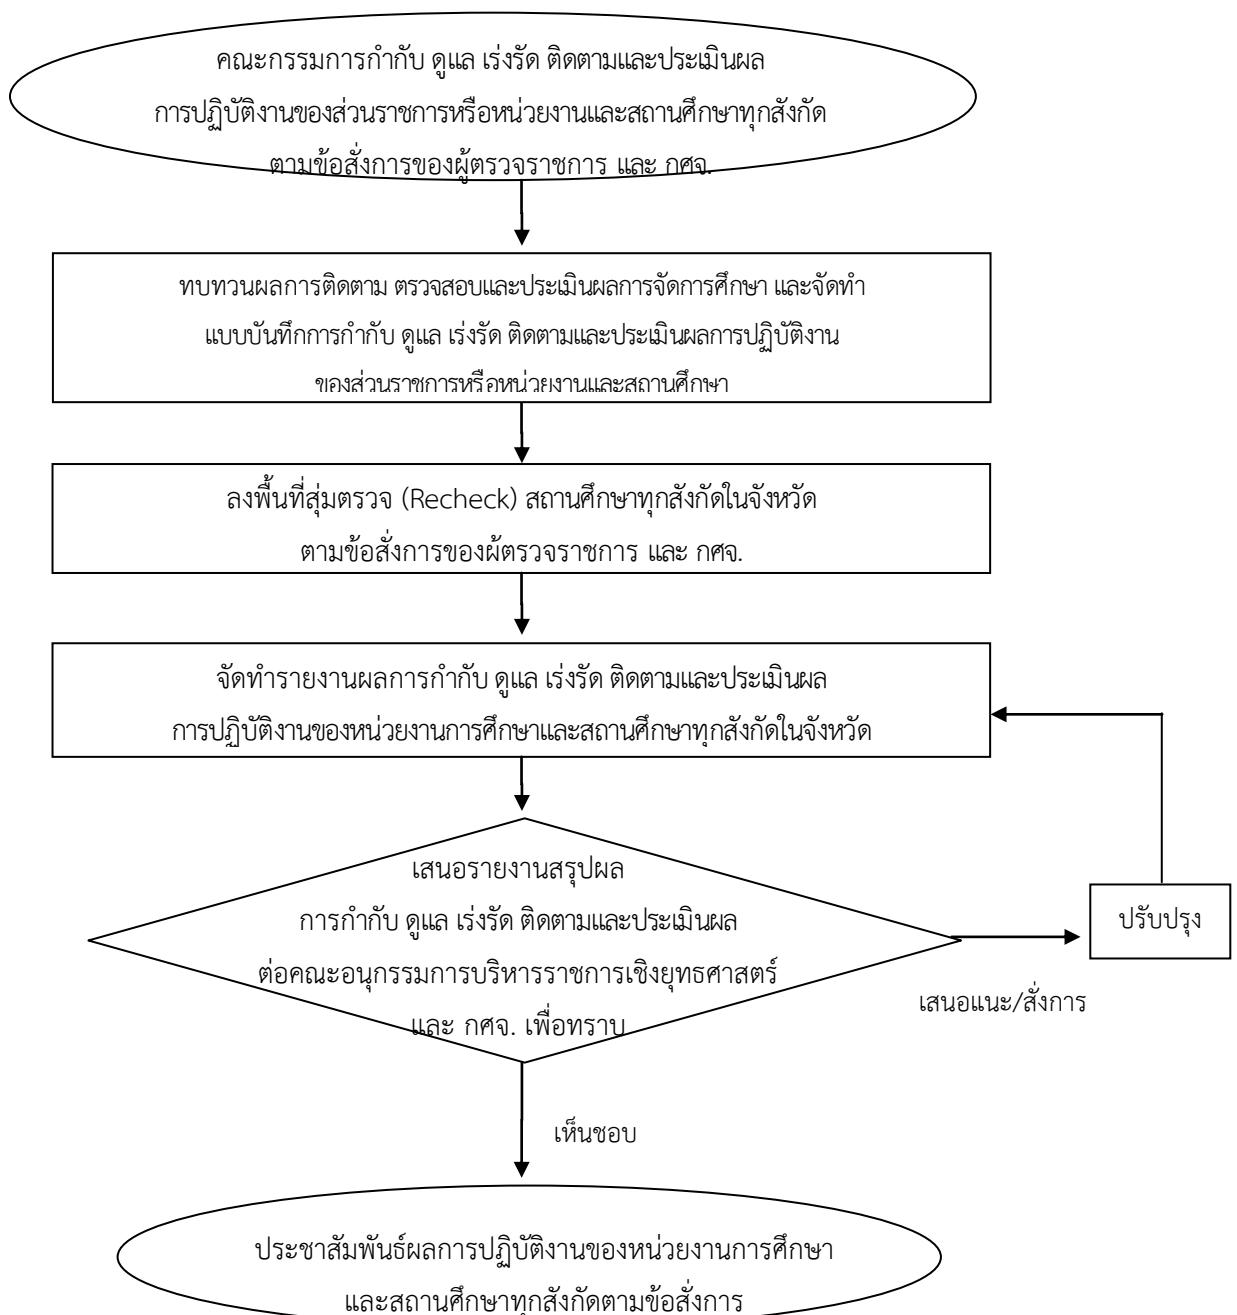 คณะกรรมการกำกับ ดูแล เร่งรัด ติดตามและประเมินผล
การปฏิบัติงานของส่วนราชการหรือหน่วยงานและสถานศึกษาทุกสังกัด
ตามข้อสั่งการของผู้ตรวจราชการ และ กศจ.
ทบทวนผลการติดตาม ตรวจสอบและประเมินผลการจัดการศึกษา และจัดทำ
แบบบันทึกการกำกับ ดูแล เร่งรัด ติดตามและประเมินผลการปฏิบัติงาน
ของส่วนราชการหรือหน่วยงานและสถานศึกษา
ลงพื้นที่สุ่มตรวจ (Recheck) สถานศึกษาทุกสังกัดในจังหวัด
ตามข้อสั่งการของผู้ตรวจราชการ และ กศจ.
จัดทำรายงานผลการกำกับ ดูแล เร่งรัด ติดตามและประเมินผล
การปฏิบัติงานของหน่วยงานการศึกษาและสถานศึกษาทุกสังกัดในจังหวัด
เสนอรายงานสรุปผล
การกำกับ ดูแล เร่งรัด ติดตามและประเมินผล
ต่อคณะอนุกรรมการบริหารราชการเชิงยุทธศาสตร์
และ กศจ. เพื่อทราบ
ปรับปรุง
เสนอแนะ/สั่งการ
เห็นชอบ
ประชาสัมพันธ์ผลการปฏิบัติงานของหน่วยงานการศึกษา
และสถานศึกษาทุกสังกัดตามข้อสั่งการ